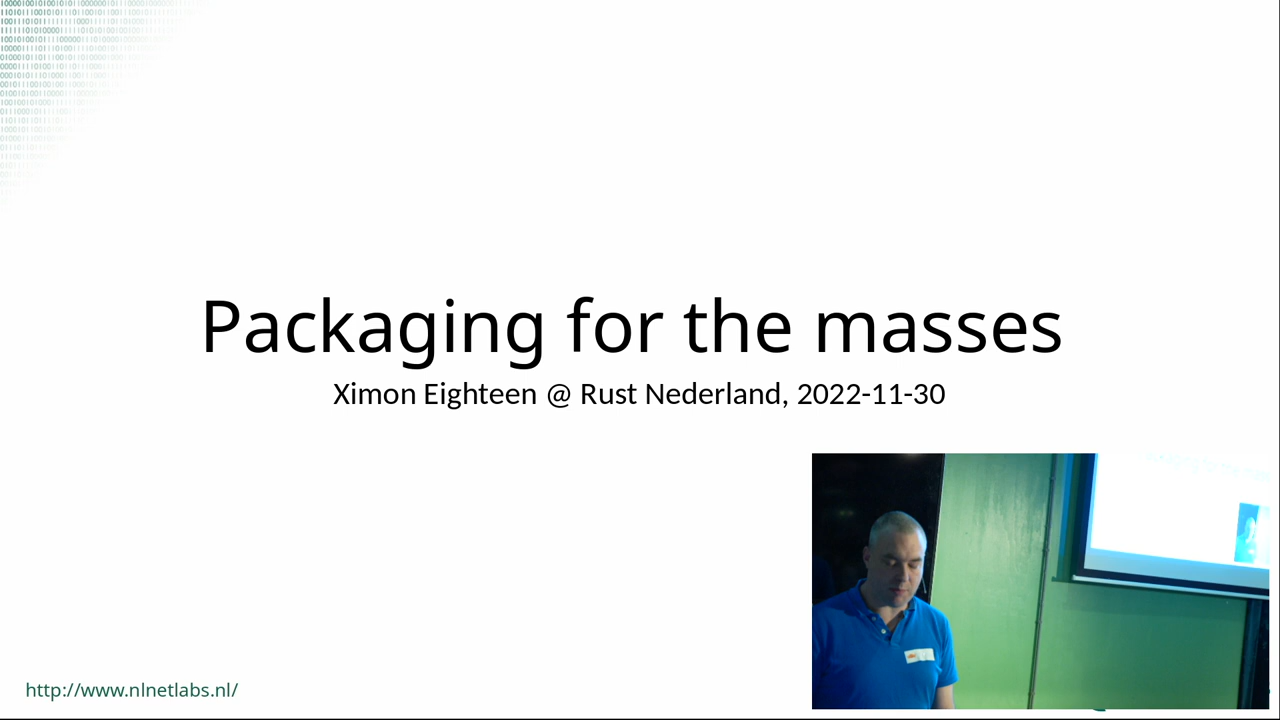 Packaging for the masses
Ximon Eighteen @ Rust Nederland, 2022-11-30
http://www.nlnetlabs.nl/